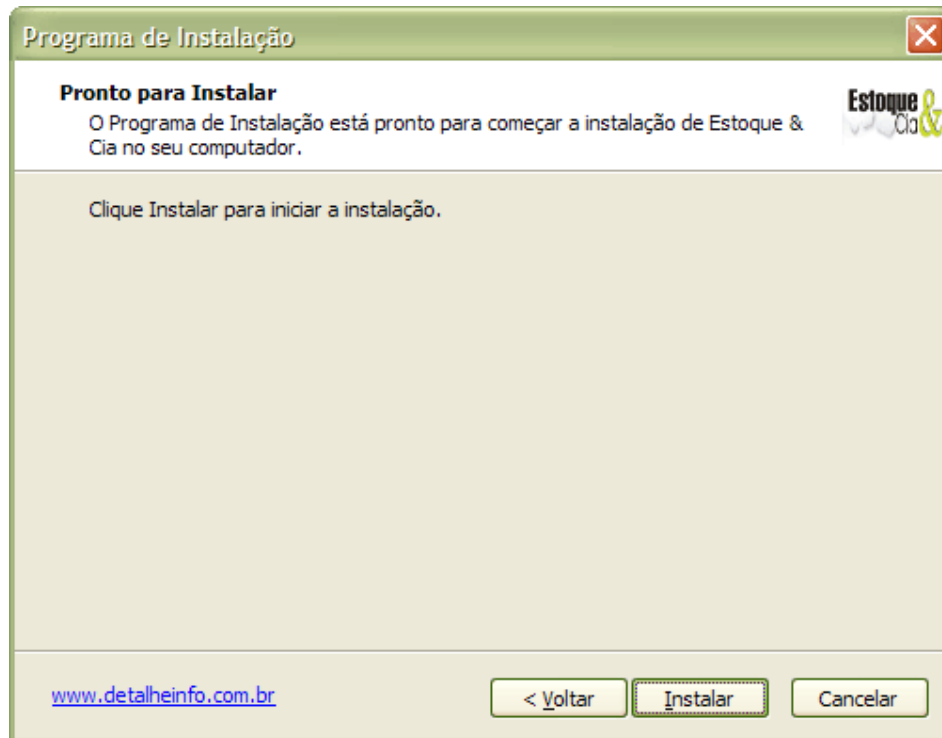 Programa de Instalação
Pronto para Instalar
O Programa de Instalação está pronto para começar a instalação de Estoque &
Cia no seu computador.
Estoque &
Cia
Clique Instalar para iniciar a instalação.
www.detalheinfo.com.br
< Voltar
Instalar
Cancelar